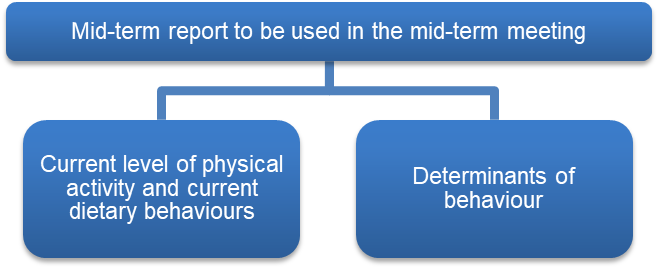 Mid-term report to be used in the mid-term meeting
Current level of physical
activity and current
dietary behaviours
Determinants of
behaviour